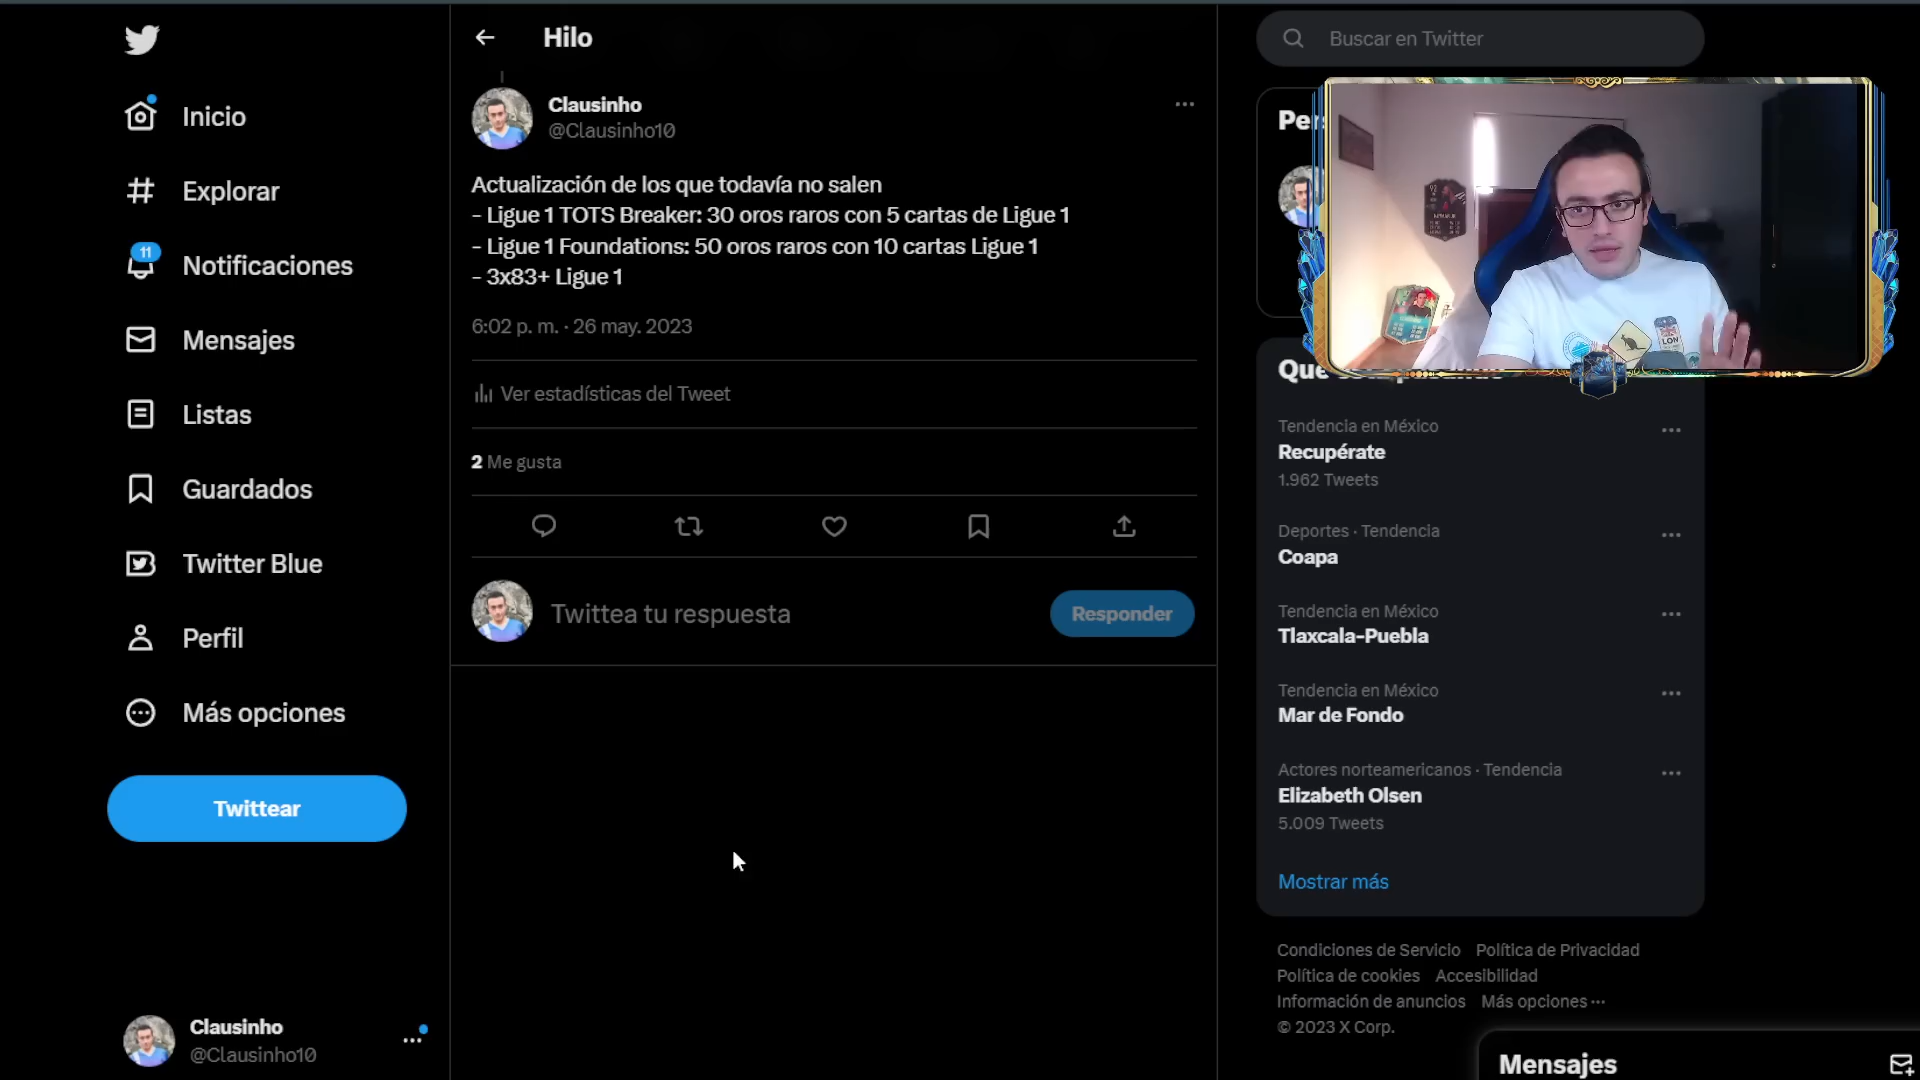 Inicio
Explorar
11
Notificaciones
Mensajes
Listas
Guardados
Twitter Blue
Perfil
Más opciones
Twittear
Clausinho
@Clausinho10
Hilo
Clausinho
@Clausinho10
Actualización de los que todavía no salen
- Ligue 1 TOTS Breaker: 30 oros raros con 5 cartas de Ligue 1
- Ligue 1 Foundations: 50 oros raros con 10 cartas Ligue 1
- 3x83+ Ligue 1
6:02 p. m. · 26 may. 2023
Ver estadísticas del Tweet
2 Me gusta
Twittea tu respuesta
Responder
Buscar en Twitter
92
LON
Tendencia en México
Recupérate
1.962 Tweets
Deportes · Tendencia
Coapa
Tendencia en México
Tlaxcala-Puebla
Tendencia en México
Mar de Fondo
Actores norteamericanos · Tendencia
Elizabeth Olsen
5.009 Tweets
Mostrar más
Condiciones de Servicio Política de Privacidad
Política de cookies Accesibilidad
Información de anuncios Más opciones ···
© 2023 X Corp.
Mensajes